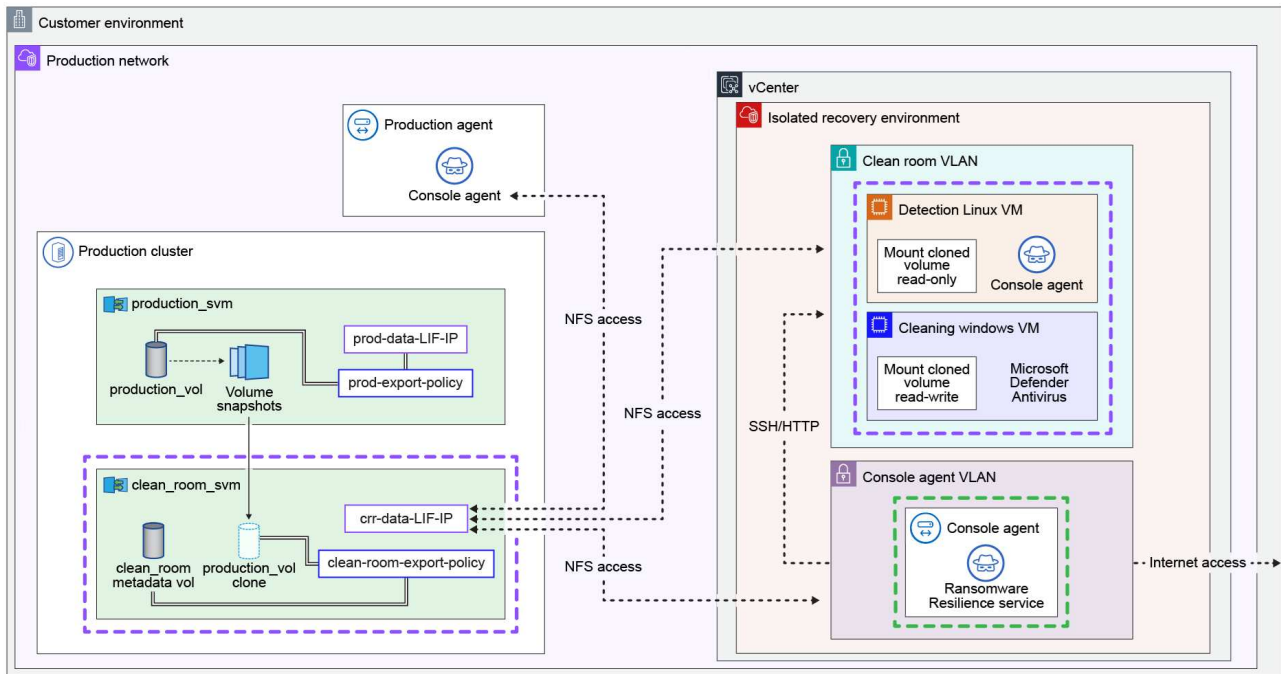 Customer environment
Production network
vCenter
Isolated recovery environment
Production agent
Console agent
Clean room VLAN
Detection Linux VM
Mount cloned
volume
read-only
Console agent
Cleaning windows VM
Mount cloned
volume
read-write
Microsoft
Defender
Antivirus
Production cluster
production_svm
prod-data-LIF-IP
production_vol
Volume
snapshots
prod-export-policy
NFS access
NFS access
SSH/HTTP
clean_room_svm
crr-data-LIF-IP
clean_room
metadata vol
production_vol
clone
clean-room-export-policy
NFS access
Console agent VLAN
Console agent
Ransomware
Resilience service
Internet access